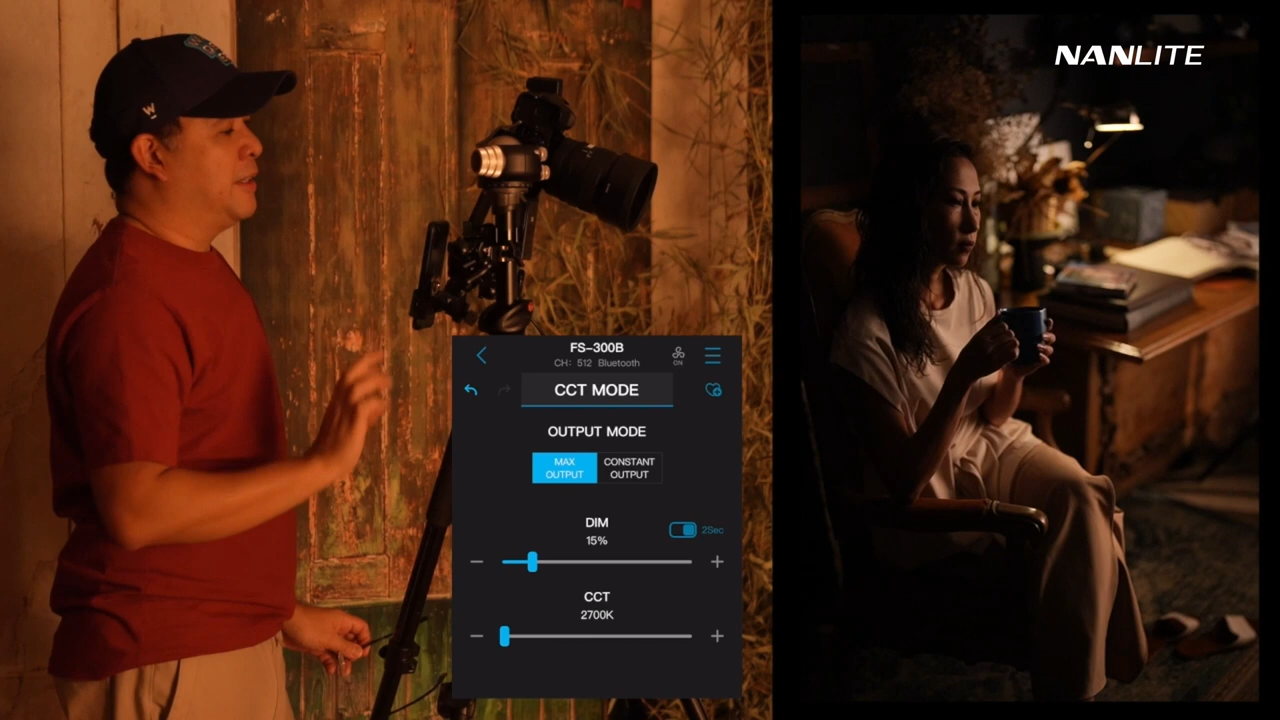 W
NANLITE
FS-300B
CH: 512 Bluetooth
ON
CCT MODE
OUTPUT MODE
MAX OUTPUT
CONSTANT OUTPUT
DIM
15%
2Sec
CCT
2700K